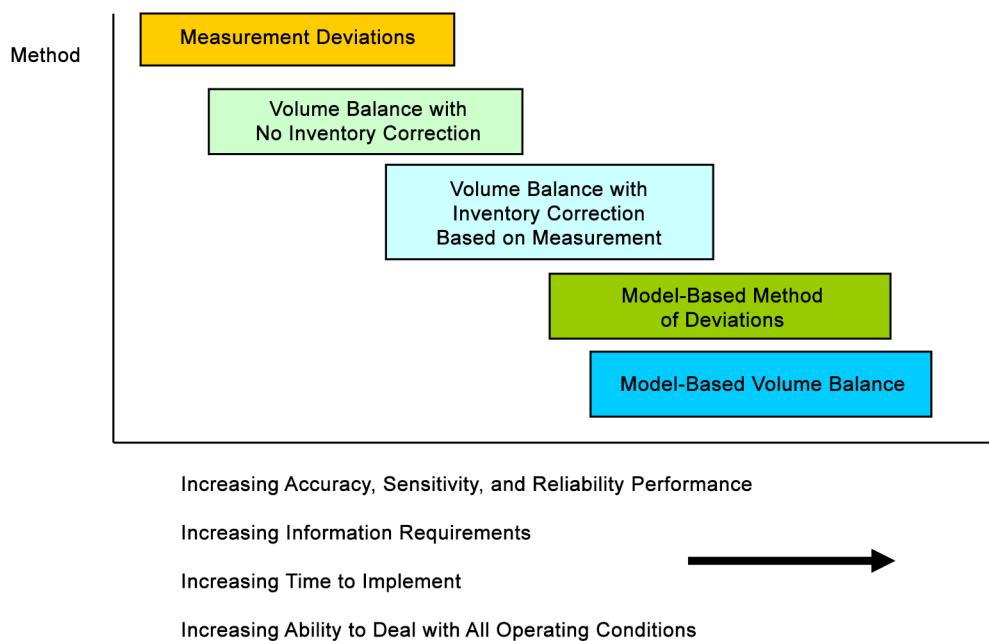 Method
Measurement Deviations
Volume Balance with
No Inventory Correction
Volume Balance with
Inventory Correction
Based on Measurement
Model-Based Method
of Deviations
Model-Based Volume Balance
Increasing Accuracy, Sensitivity, and Reliability Performance
Increasing Information Requirements
Increasing Time to Implement
Increasing Ability to Deal with All Operating Conditions